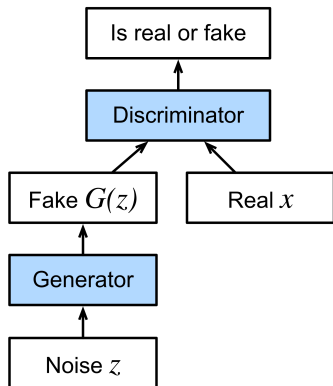 Is real or fake
Discriminator
Fake G(z)
Real x
Generator
Noise z